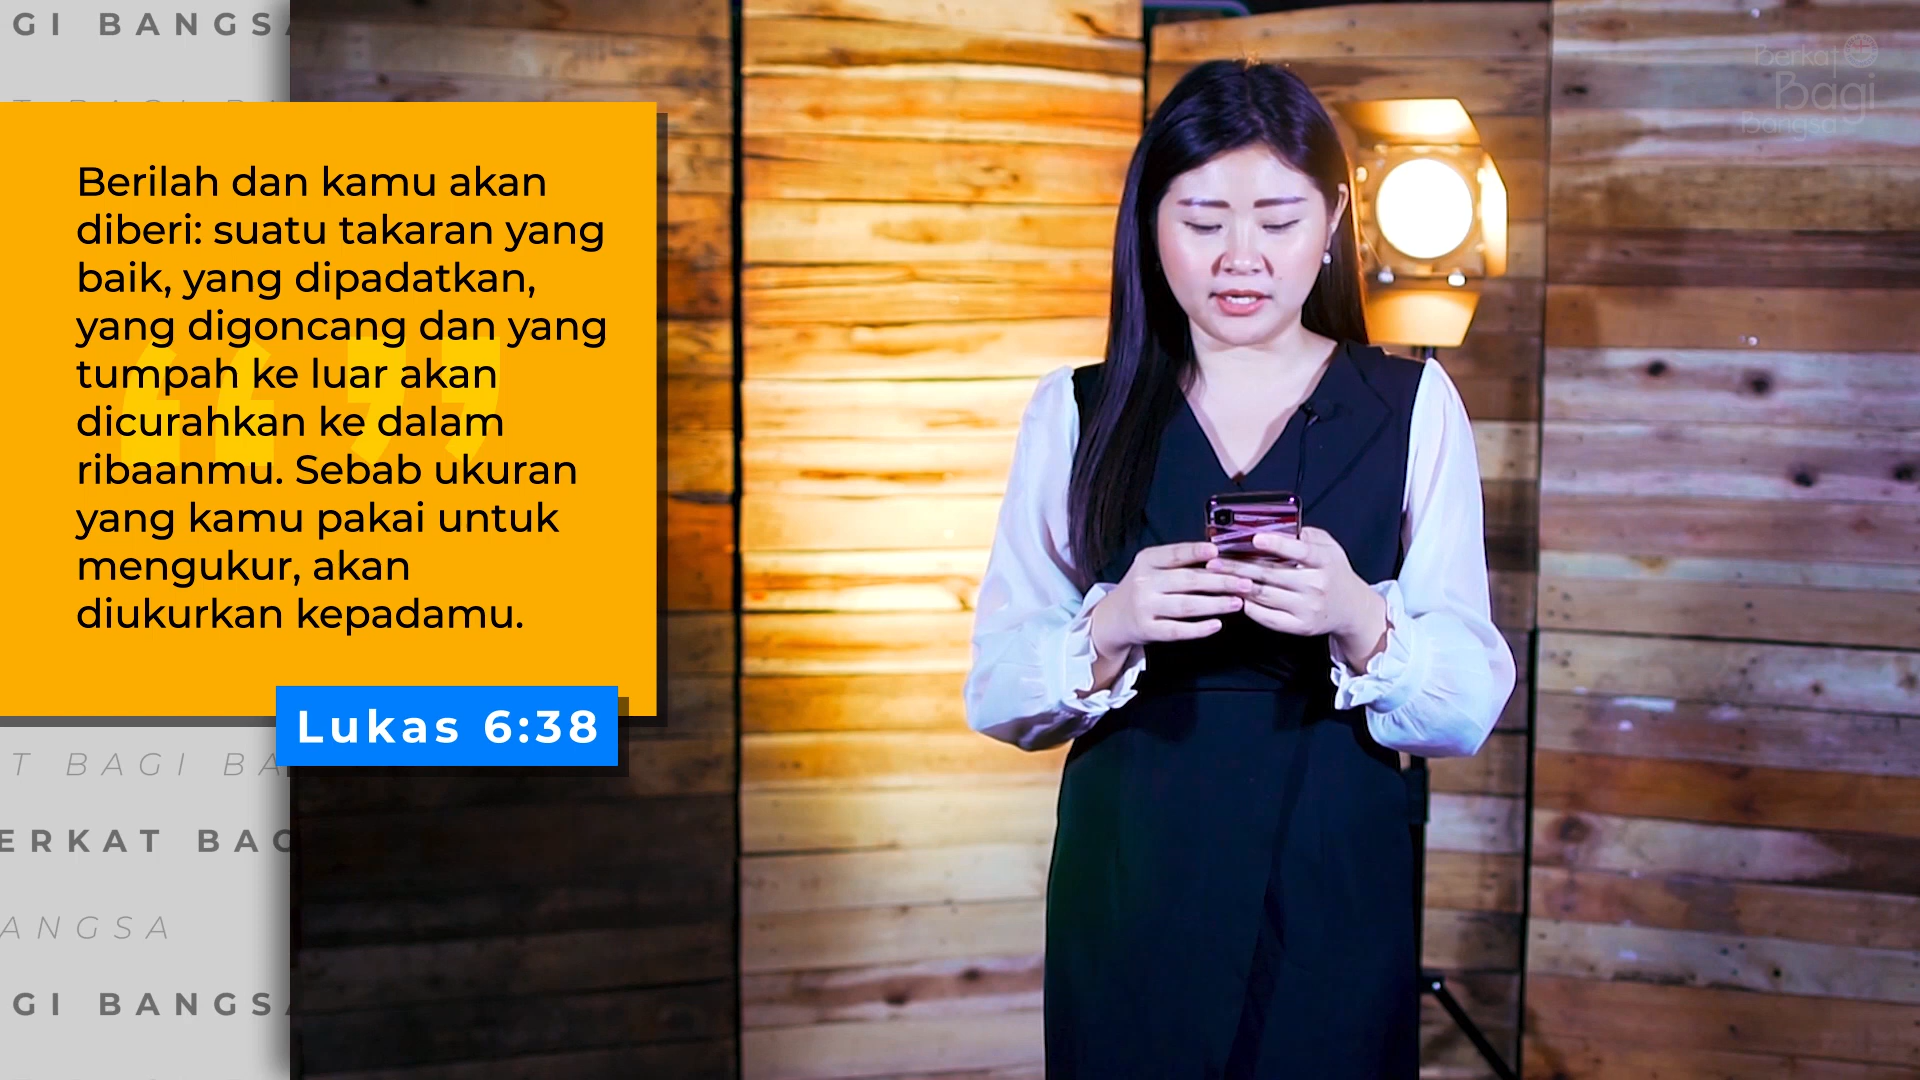 GI BANGSA
T BAGI BA
Berilah dan kamu akan
diberi: suatu takaran yang
baik, yang dipadatkan,
yang digoncang dan yang
tumpah ke luar akan
dicurahkan ke dalam
ribaanmu. Sebab ukuran
yang kamu pakai untuk
mengukur, akan
diukurkan kepadamu.
Lukas 6:38
T BAGI BA
ERKAT BAG
ANGSA
GI BANGSA
Berkat
Bagi
Bangsa